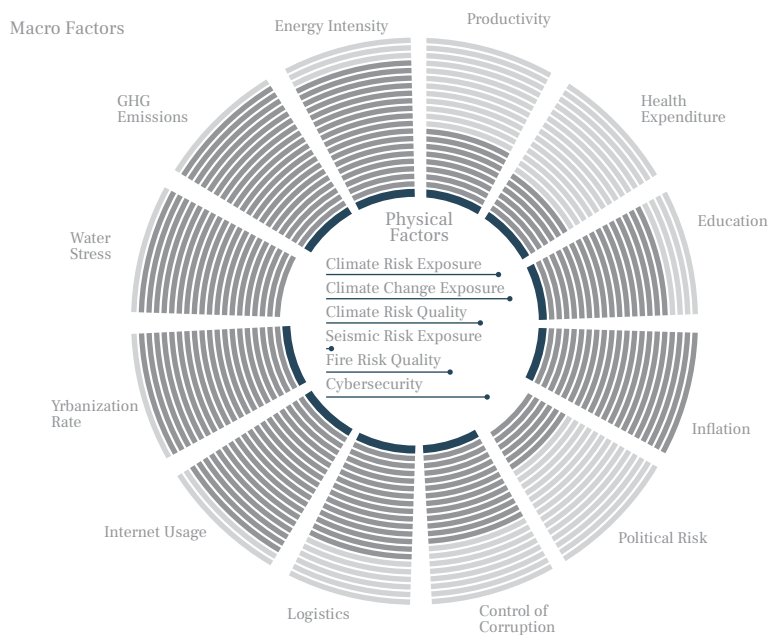 Macro Factors
Energy Intensity
Productivity
GHG
Emissions
Health
Expenditure
Education
Water
Stress
Physical
Factors
Climate Risk Exposure
Climate Change Exposure
Climate Risk Quality
Seismic Risk Exposure
Fire Risk Quality
Cybersecurity
Yrbanization
Rate
Inflation
Internet Usage
Political Risk
Logistics
Control of
Corruption